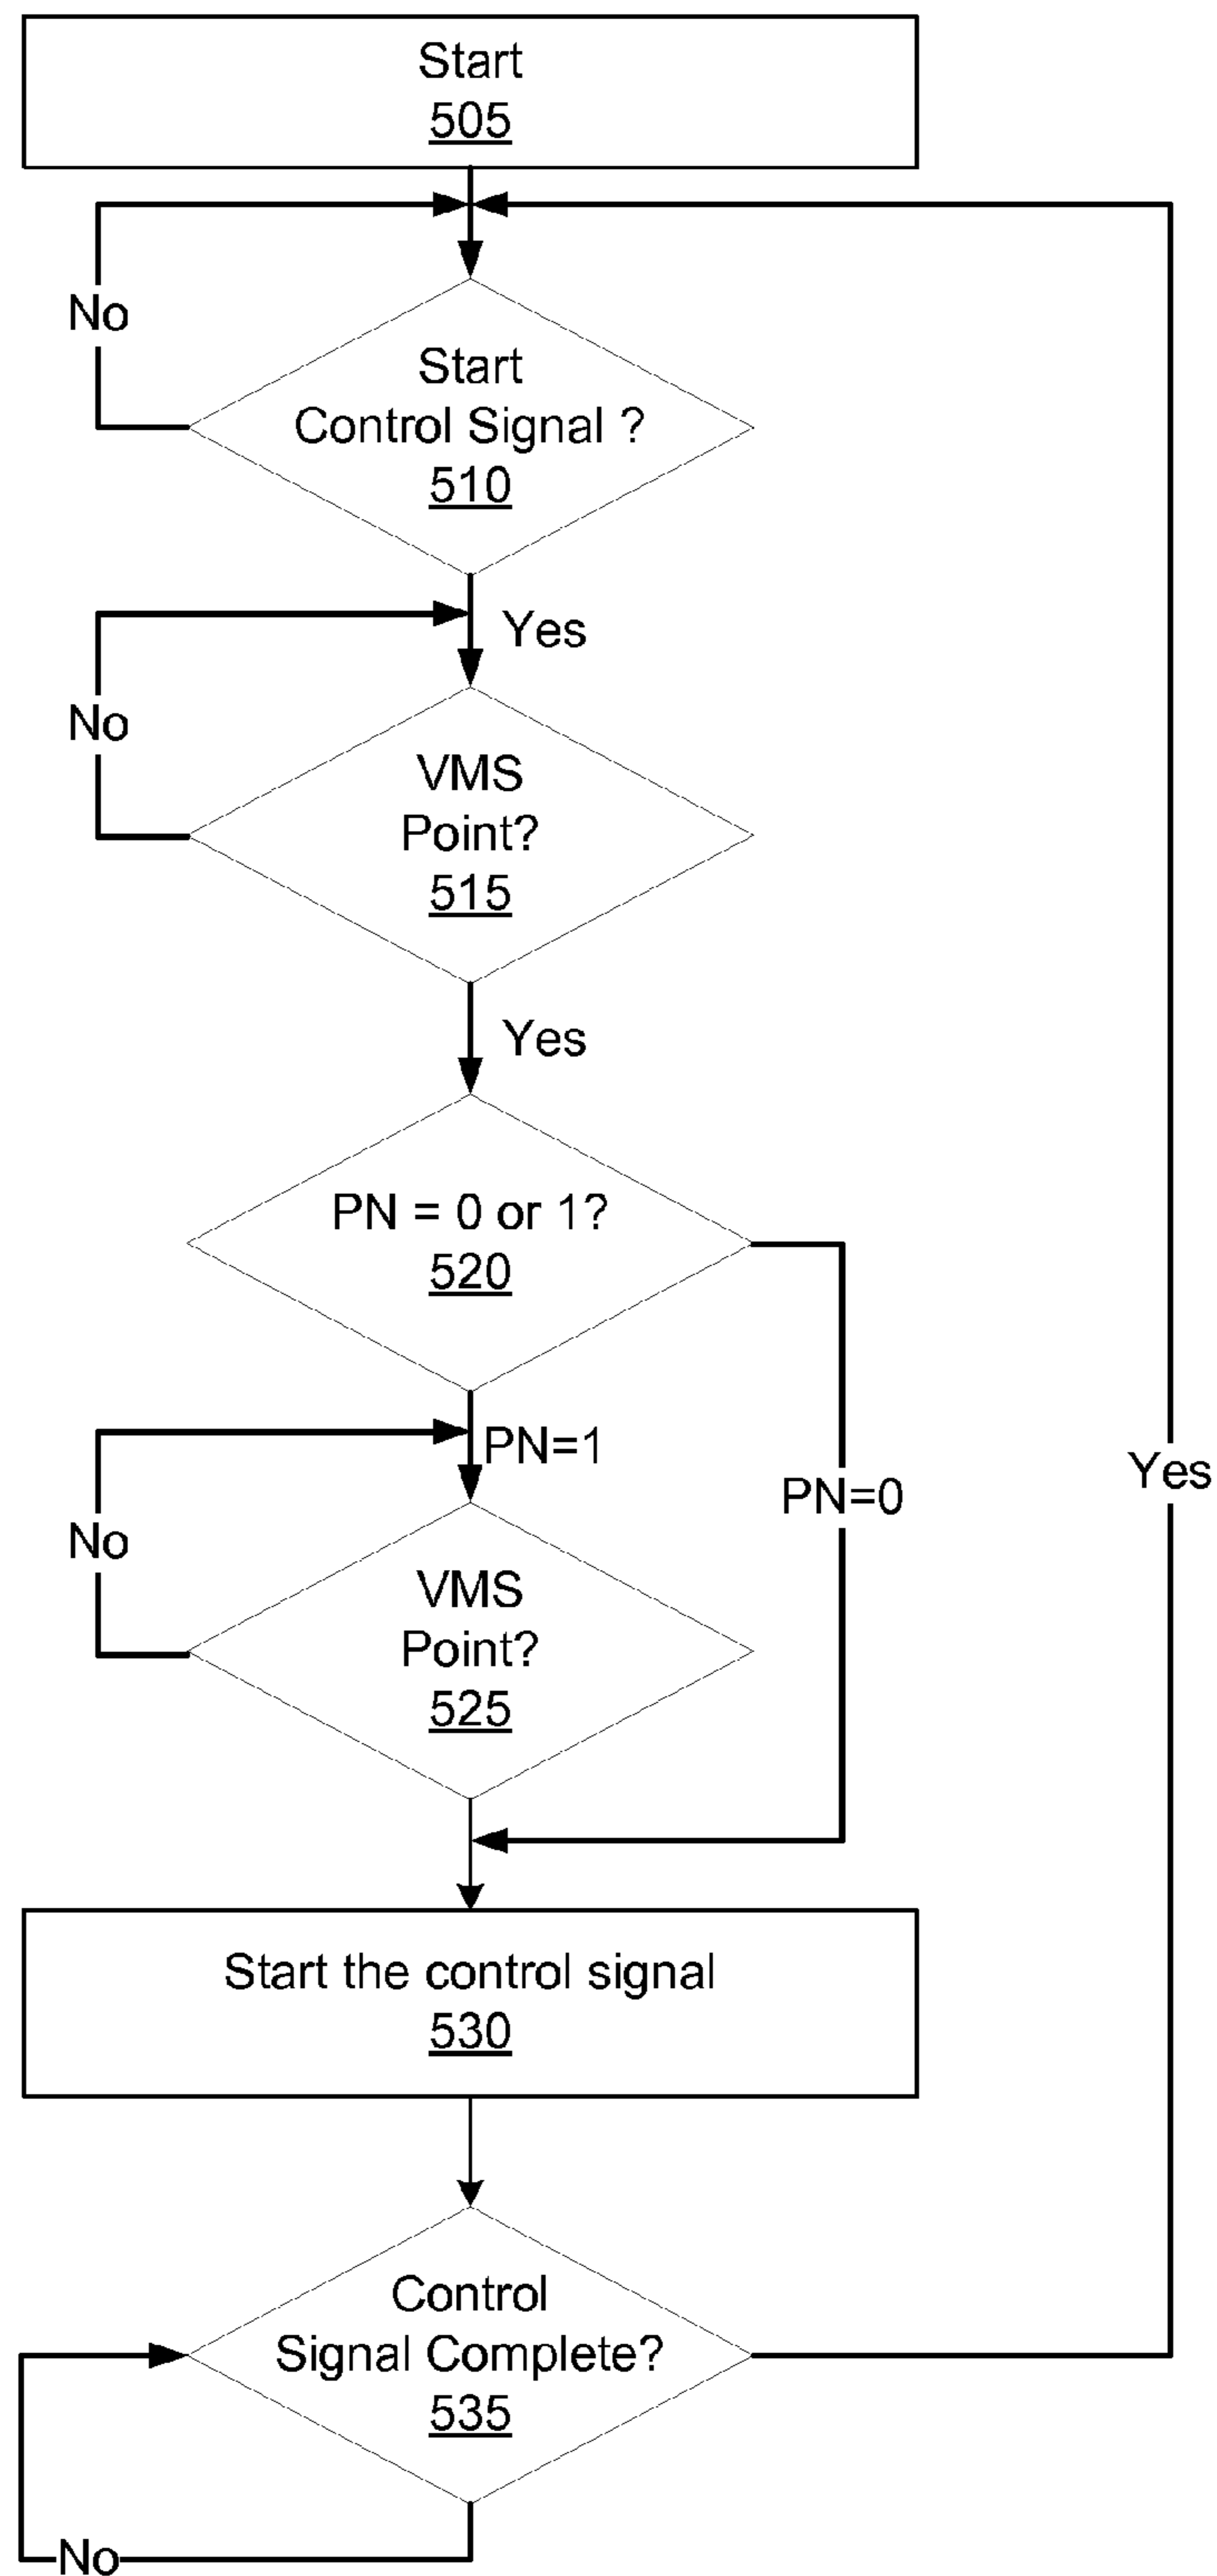 Start
505
No
Start
Control Signal ?
510
Yes
No
VMS
Point?
515
Yes
PN = 0 or 1?
520
PN=1
PN=0
Yes
No
VMS
Point?
525
Start the control signal
530
Control
Signal Complete?
535
No